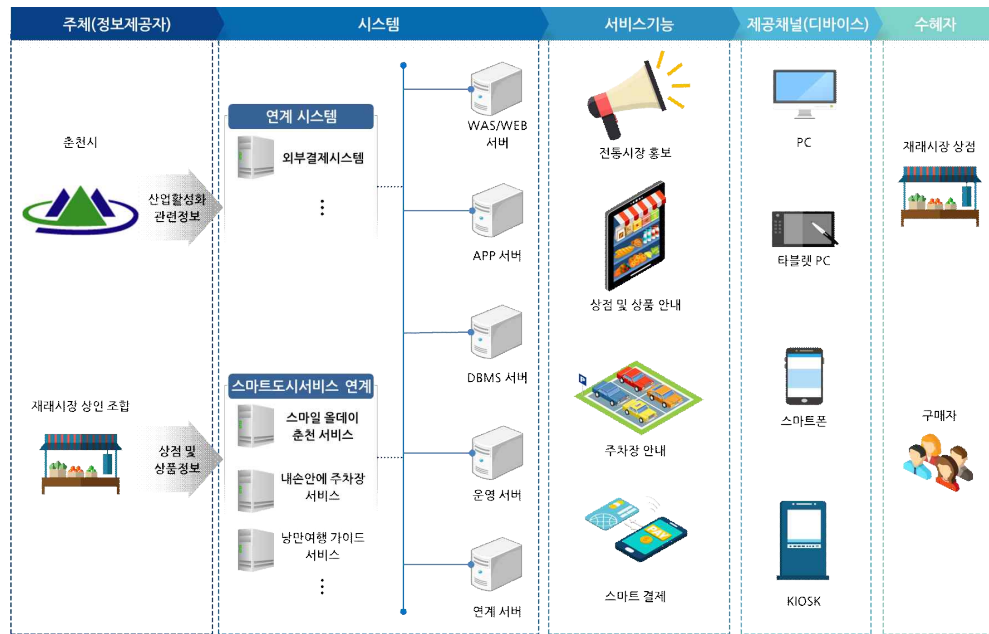 주체(정보제공자)
시스템
서비스기능
제공채널(디바이스)
수혜자
춘천시
산업활성화
관련정보
재래시장 상인 조합
상점 및
상품정보
연계 시스템
외부결제시스템
스마트도시서비스 연계
스마일 올데이
춘천 서비스
내손안에 주차장
서비스
낭만여행 가이드
서비스
WAS/WEB
서버
APP 서버
DBMS 서버
운영 서버
연계 서버
전통시장 홍보
상점 및 상품 안내
주차장 안내
스마트 결제
PC
타블렛 PC
스마트폰
KIOSK
재래시장 상점
구매자